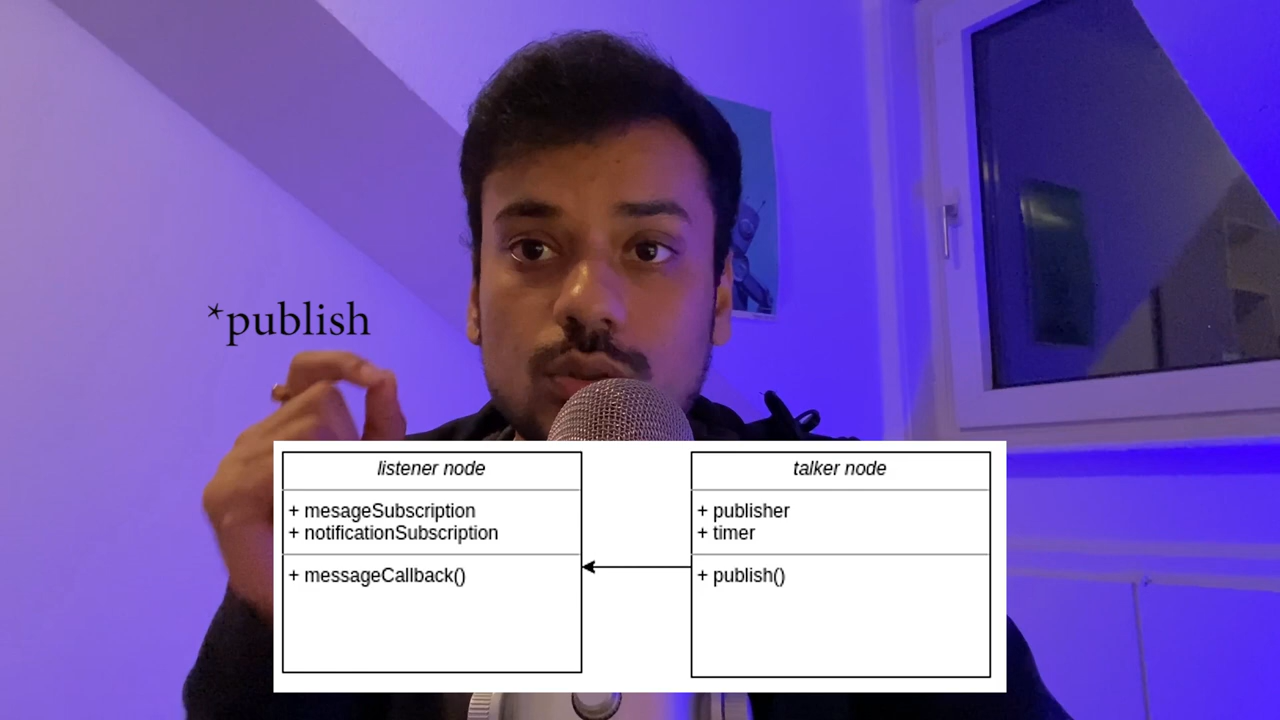 *publish
listener node
+ mesageSubscription
+ notificationSubscription
+ messageCallback()
talker node
+ publisher
+ timer
+ publish()